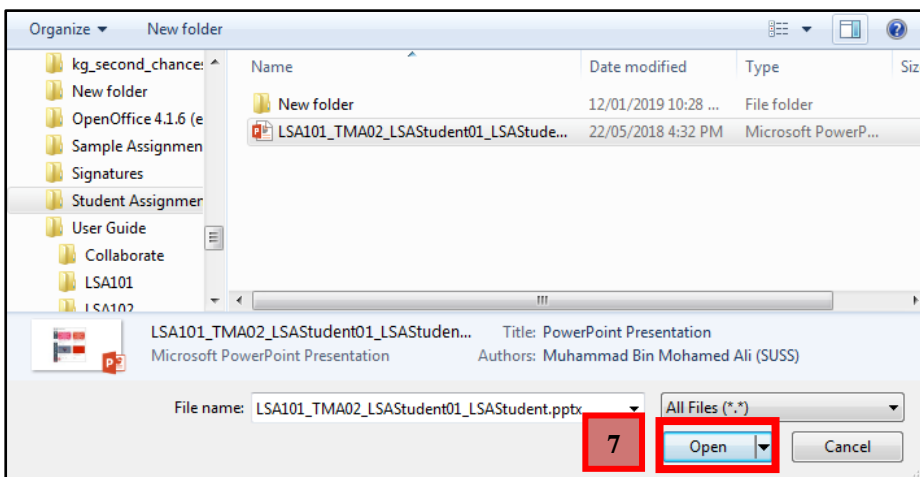 Organize New folder
kg_second_chances
New folder
OpenOffice 4.1.6 (e
Sample Assignmen
Signatures
Student Assignmer
User Guide
Collaborate
LSA101
LSA102
Name Date modified Type Siz
New folder 12/01/2019 10:28 ... File folder
LSA101_TMA02_LSAStudent01_LSAStude... 22/05/2018 4:32 PM Microsoft PowerP...
LSA101_TMA02_LSAStudent01_LSAStuden... Title: PowerPoint Presentation
Microsoft PowerPoint Presentation Authors: Muhammad Bin Mohamed Ali (SUSS)
File name: LSA101_TMA02_LSAStudent01_LSAStudent.pptx All Files (*.*)
7 Open Cancel